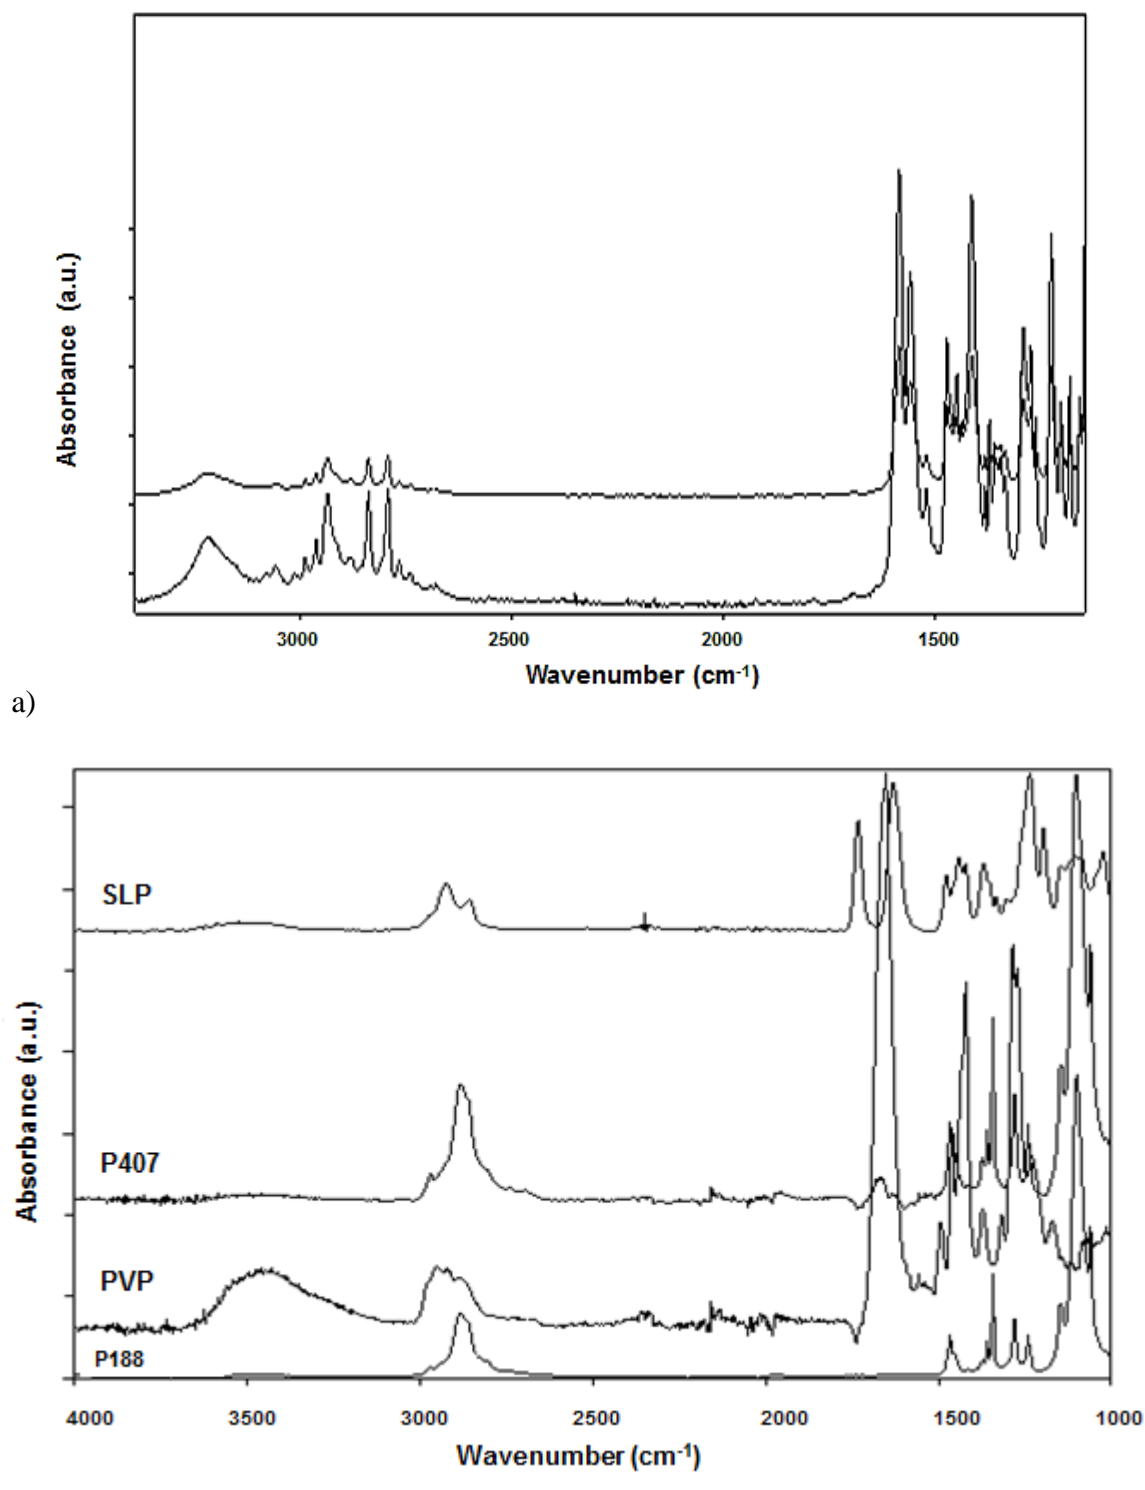 Absorbance (a.u.)
3000 2500 2000 1500
Wavenumber (cm-1)
a)
SLP
P407
PVP
P188
Absorbance (a.u.)
4000 3500 3000 2500 2000 1500 1000
Wavenumber (cm-1)